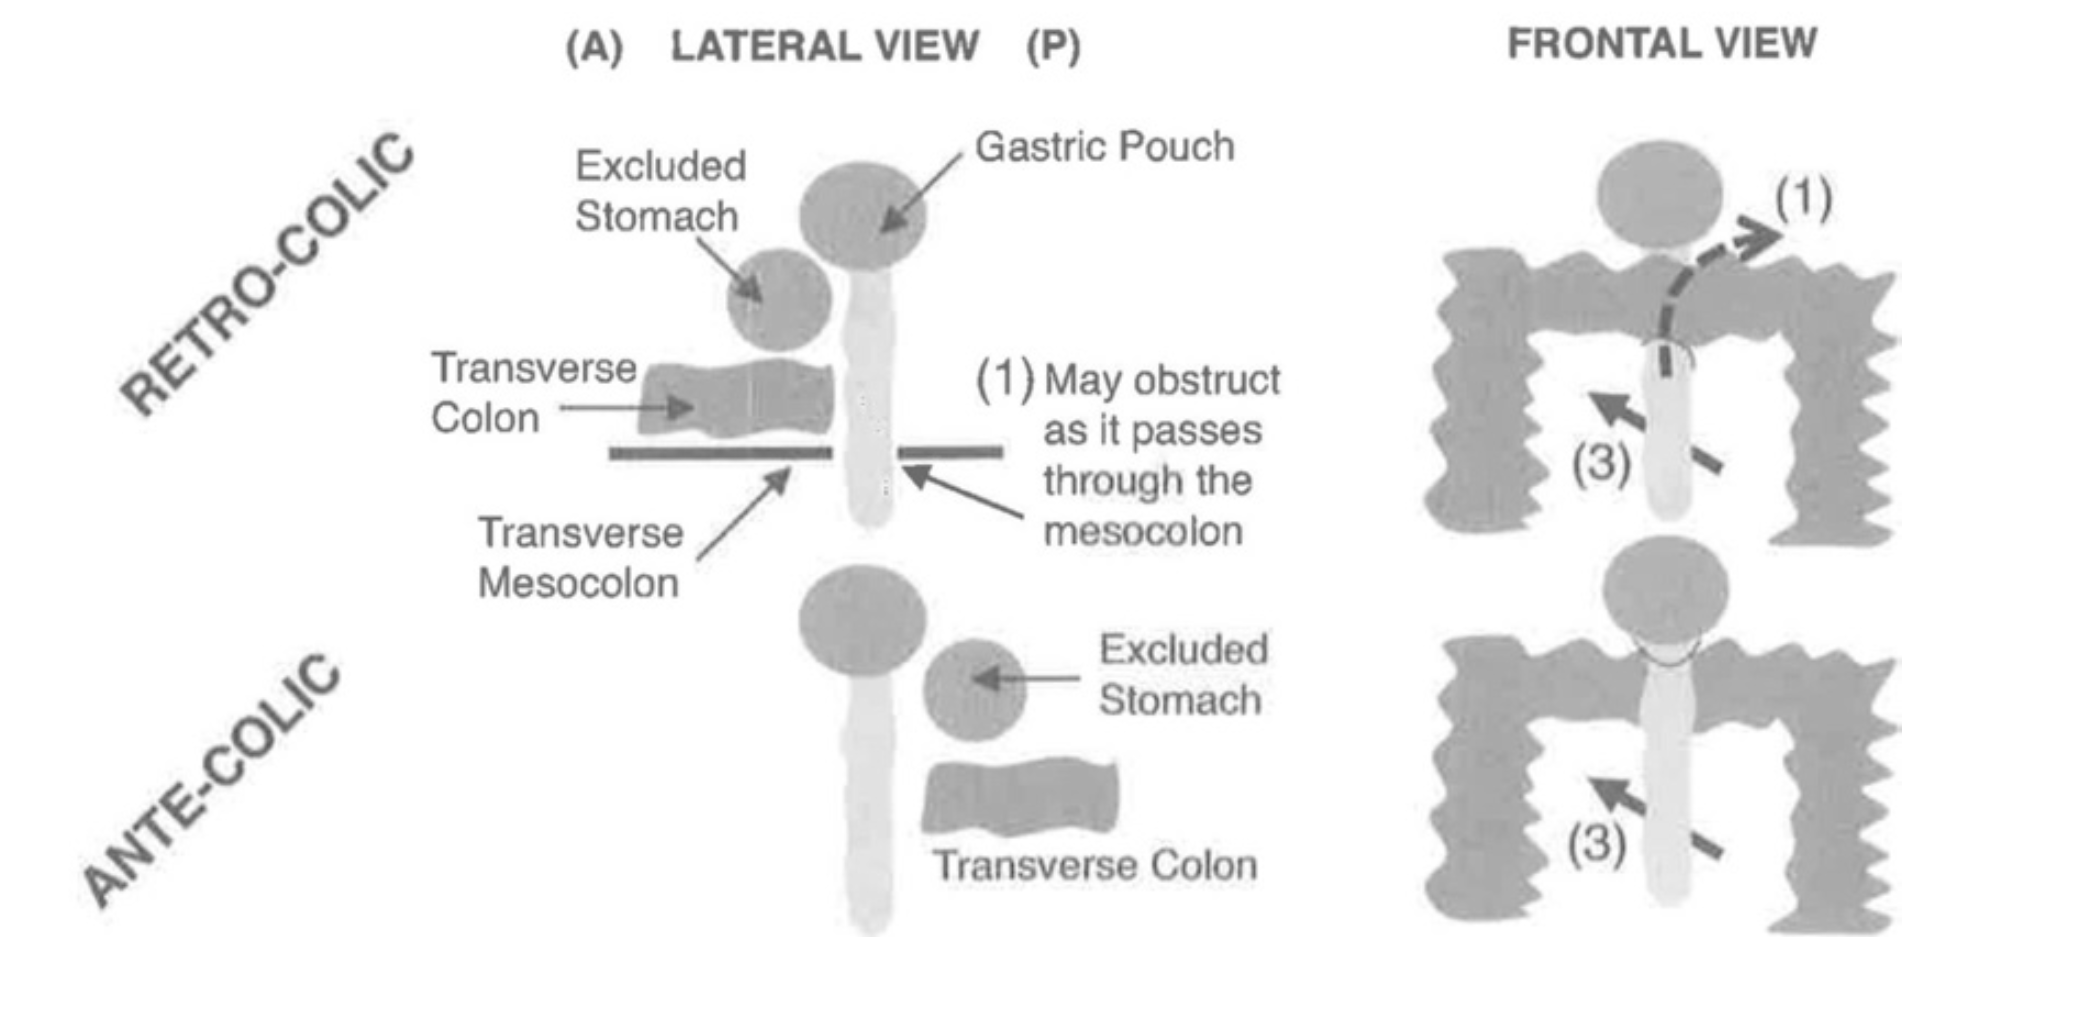 (A) LATERAL VIEW (P)
FRONTAL VIEW
RETRO-COLIC
Excluded
Stomach
Gastric Pouch
Transverse
Colon
Transverse
Mesocolon
(1) May obstruct
as it passes
through the
mesocolon
(1)
(3)
ANTE-COLIC
Excluded
Stomach
Transverse Colon
(3)